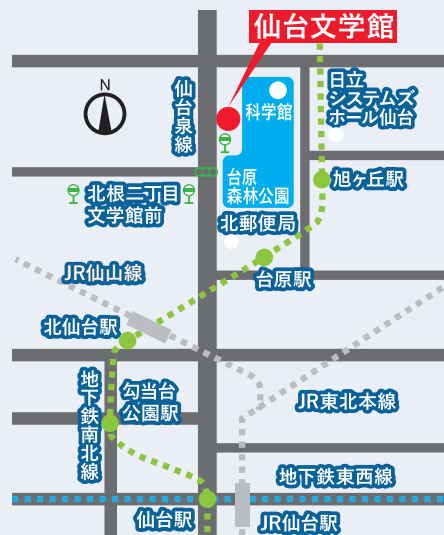 仙台文学館
日立
システムズ
ホール仙台
科学館
N
仙台泉線
台原
森林公園
旭ヶ丘駅
北根二丁目
文学館前
北郵便局
JR仙山線
台原駅
北仙台駅
地下鉄南北線
勾当台
公園駅
JR東北本線
地下鉄東西線
仙台駅
JR仙台駅